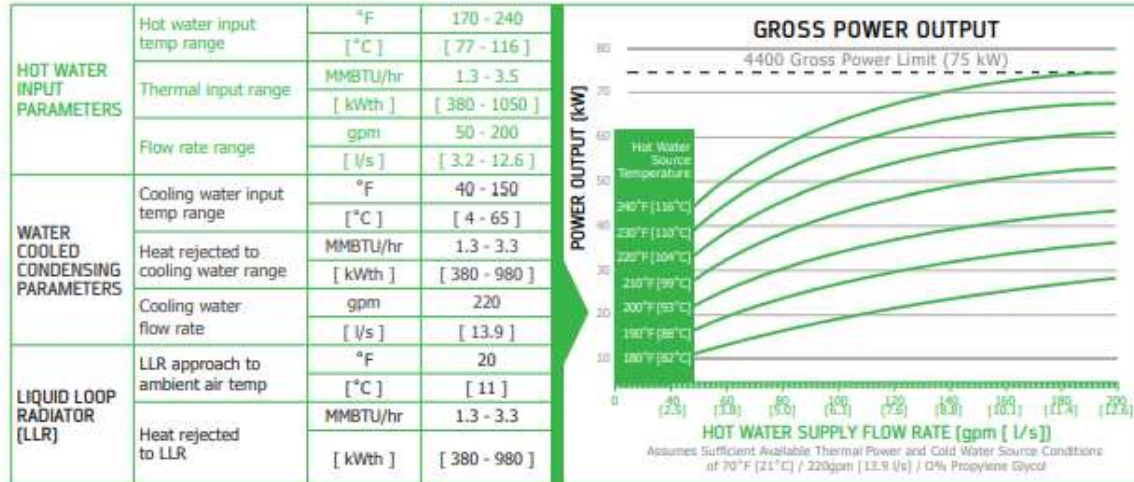 HOT WATER
INPUT
PARAMETERS
Hot water input
temp range
°F
170 - 240
[°C]
[ 77 - 116 ]
Thermal input range
MMBTU/hr
1.3 - 3.5
[ kWth ]
[ 380 - 1050 ]
Flow rate range
gpm
50 - 200
[ l/s ]
[ 3.2 - 12.6 ]
WATER
COOLED
CONDENSING
PARAMETERS
Cooling water input
temp range
°F
40 - 150
[°C]
[ 4 - 65 ]
Heat rejected to
cooling water range
MMBTU/hr
1.3 - 3.3
[ kWth ]
[ 380 - 980 ]
Cooling water
flow rate
gpm
220
[ l/s ]
[ 13.9 ]
LIQUID LOOP
RADIATOR
(LLR)
LLR approach to
ambient air temp
°F
20
[°C]
[ 11 ]
Heat rejected
to LLR
MMBTU/hr
1.3 - 3.3
[ kWth ]
[ 380 - 980 ]
GROSS POWER OUTPUT
4400 Gross Power Limit (75 kW)
POWER OUTPUT (kW)
80
70
60
50
40
30
20
10
Hot Water
Source
Temperature
240°F [116°C]
230°F [110°C]
220°F [104°C]
210°F [99°C]
200°F [93°C]
190°F [88°C]
180°F [82°C]
0 40 60 80 100 120 140 160 180 200
[2.5] [3.8] [5.0] [6.3] [7.6] [8.8] [10.1] [11.4] [12.6]
HOT WATER SUPPLY FLOW RATE (gpm [ l/s])
Assumes Sufficient Available Thermal Power and Cold Water Source Conditions
of 70°F [21°C] / 220gpm [13.9 l/s] / 0% Propylene Glycol